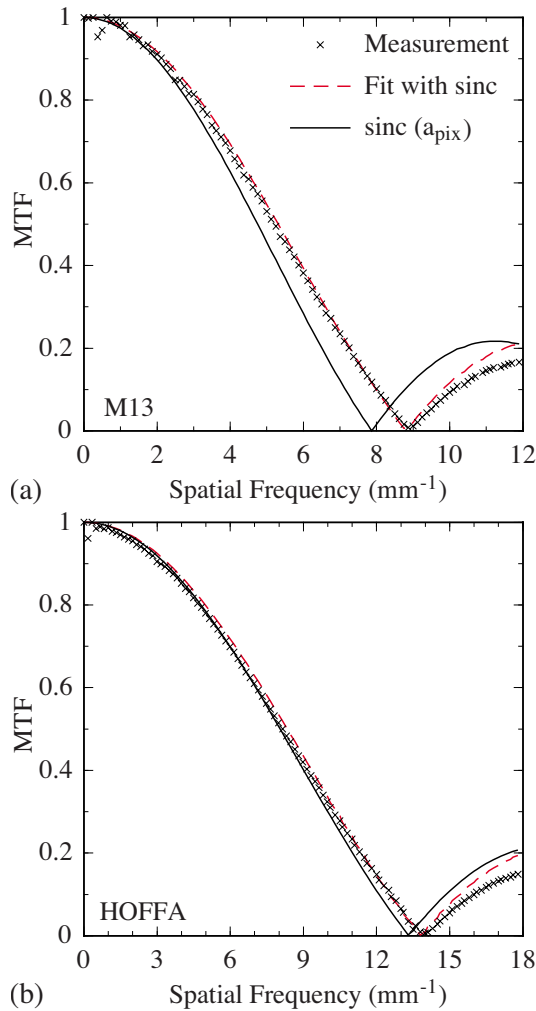 1
0.8
0.6
0.4
0.2
0
MTF
× Measurement
Fit with sinc
sinc (a_pix)
M13
0 2 4 6 8 10 12
(a) Spatial Frequency (mm⁻¹)
1
0.8
0.6
0.4
0.2
0
MTF
HOFFA
0 3 6 9 12 15 18
(b) Spatial Frequency (mm⁻¹)